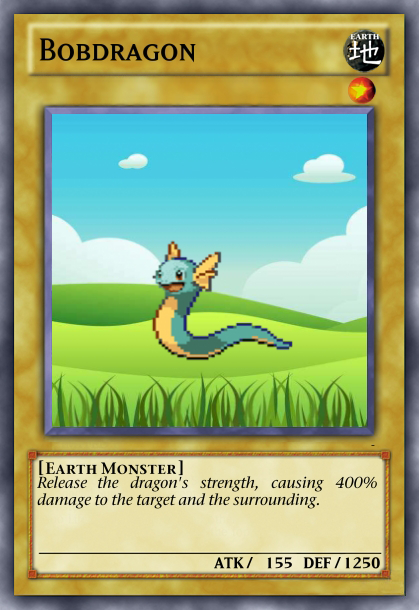 BOBDRAGON
EARTH
地
[EARTH MONSTER]
Release the dragon's strength, causing 400%
damage to the target and the surrounding.
ATK/ 155 DEF/1250